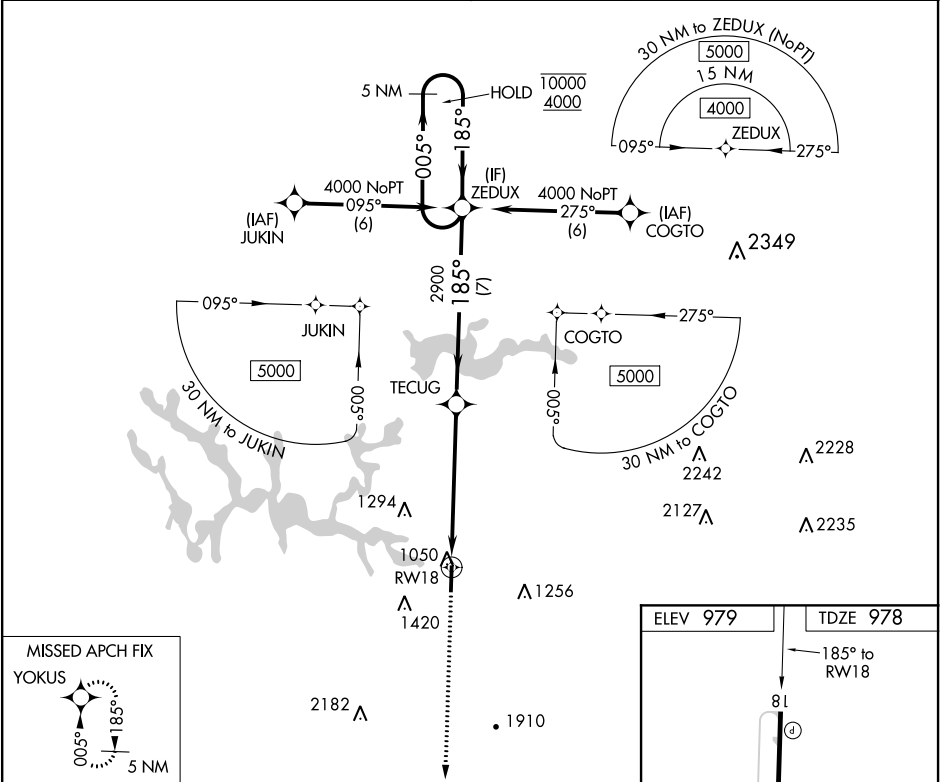 30 NM to ZEDUX (NoPT)
5000
15 NM
4000
ZEDUX
095°
275°
5 NM
HOLD
10000
4000
005°
185°
(IF)
ZEDUX
4000 NoPT
095°
(6)
(IAF)
JUKIN
4000 NoPT
275°
(6)
(IAF)
COGTO
2349
2900
185°
(7)
095°
JUKIN
5000
005°
30 NM to JUKIN
COGTO
275°
5000
005°
30 NM to COGTO
TECUG
2242
2228
2127
2235
1294
1050
RW18
1256
1420
2182
1910
MISSED APCH FIX
YOKUS
005°
185°
5 NM
ELEV 979
TDZE 978
185° to
RW18
18
P